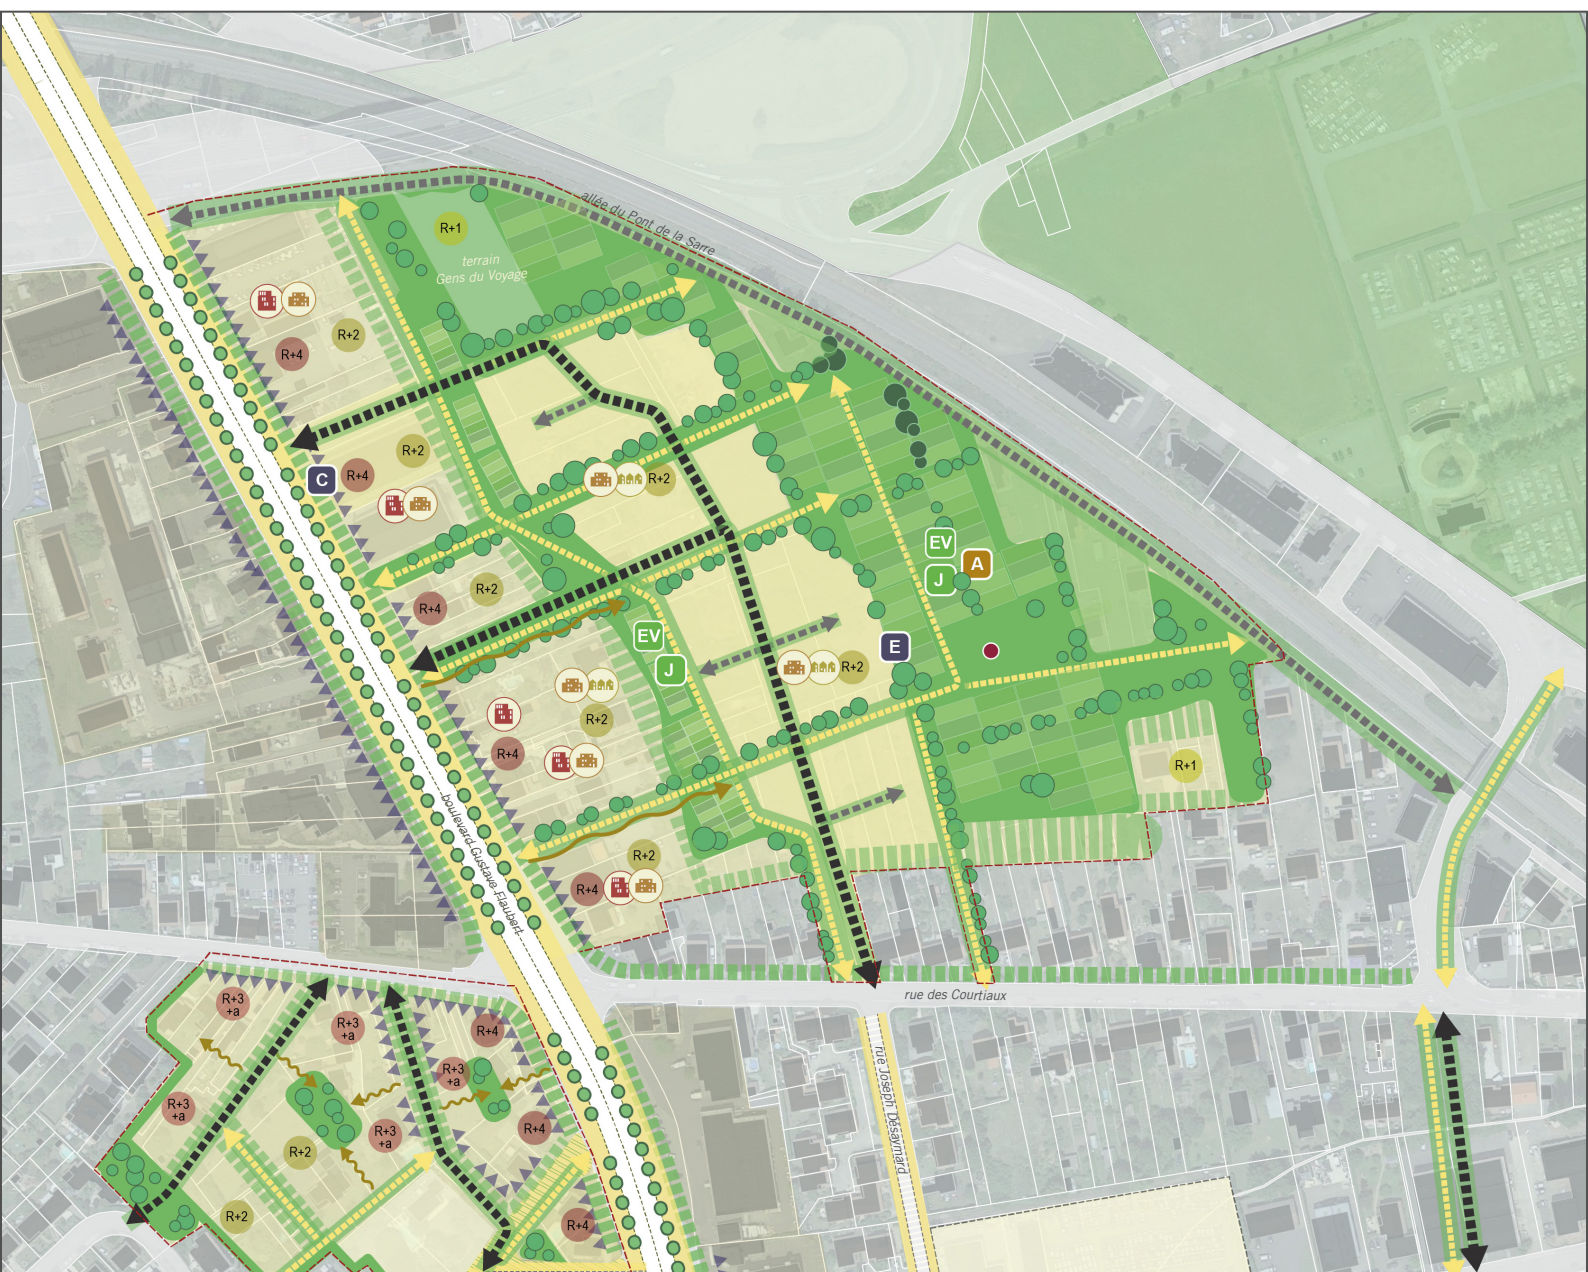 allée du Pont de la Sarre
R+1
terrain
Gens du Voyage
R+2
R+4
R+2
C
R+4
R+2
EV
A
J
R+2
R+4
EV
E
J
R+2
R+2
R+4
R+1
boulevard Gustave Flaubert
R+2
R+4
rue des Courtiaux
R+3
+a
R+3
+a
R+4
R+3
+a
rue Joseph Désaymard
R+3
+a
R+3
+a
R+4
R+2
R+2
R+4